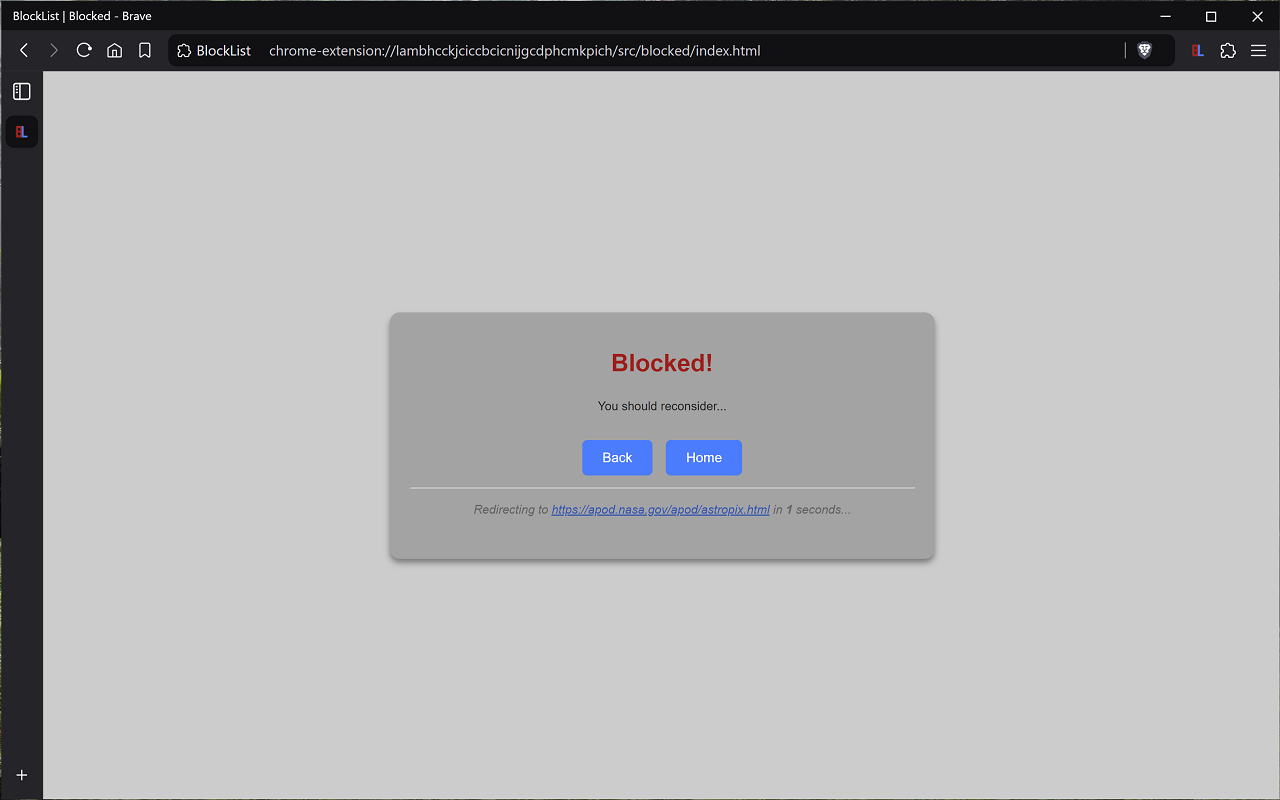 BlockList | Blocked - Brave
BlockList chrome-extension://lambhcckjciccbcicnijgcdphcmkpich/src/blocked/index.html
BL
BL
Blocked!
You should reconsider...
Back Home
Redirecting to https://apod.nasa.gov/apod/astropix.html in 1 seconds...